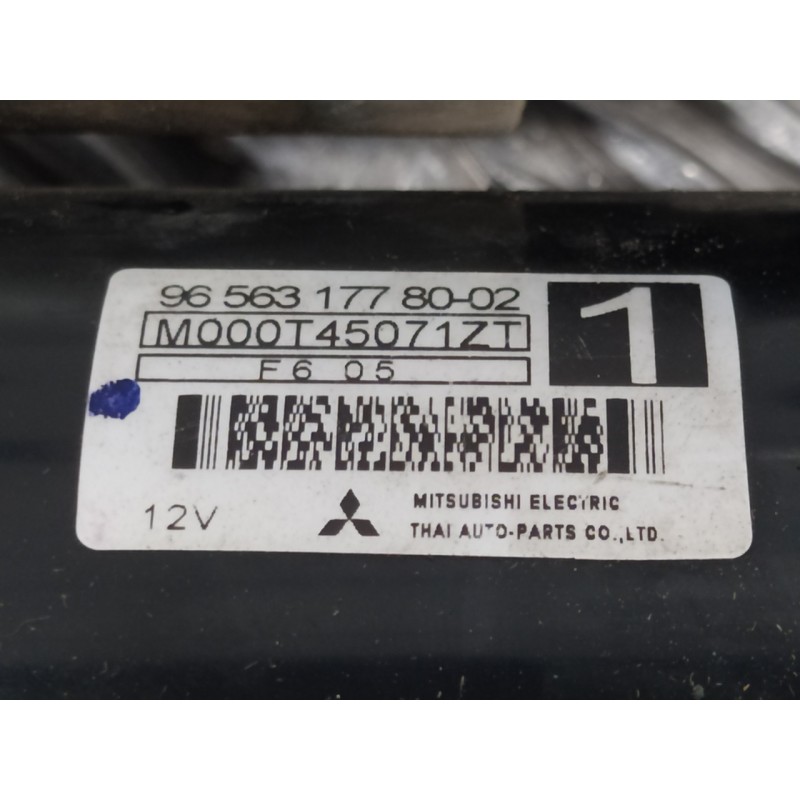 96 563 177 80-02
M000T45071ZT
F6 05
1
12V
MITSUBISHI ELECTRIC
THAI AUTO-PARTS CO.,LTD.